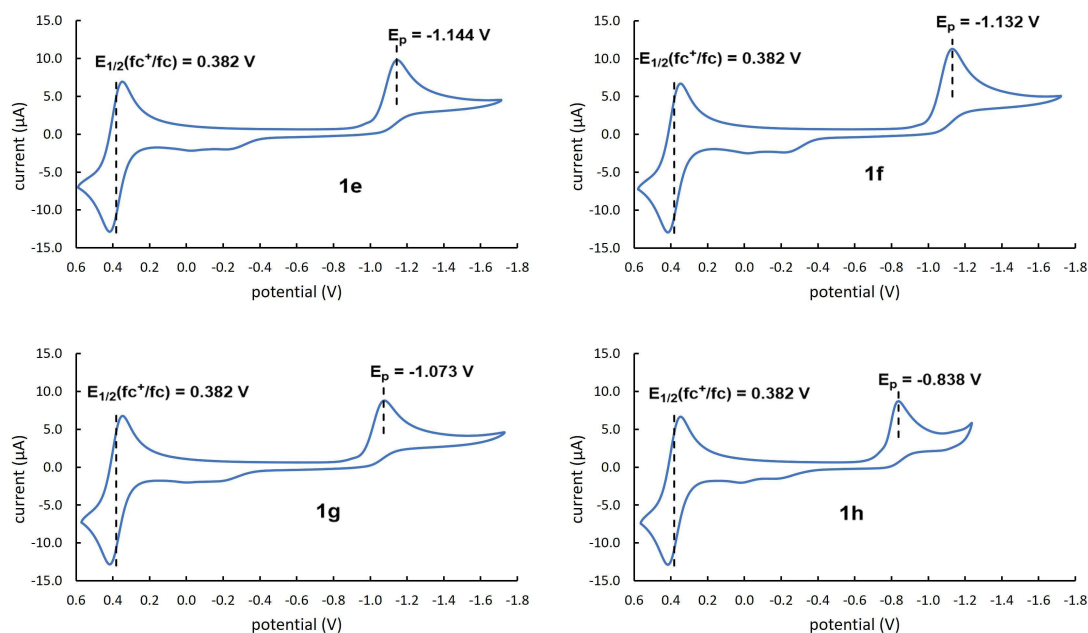 E1/2(fc+/fc) = 0.382 V
Ep = -1.144 V
1e
current (µA)
15.0
10.0
5.0
0.0
-5.0
-10.0
-15.0
0.6 0.4 0.2 0.0 -0.2 -0.4 -0.6 -0.8 -1.0 -1.2 -1.4 -1.6 -1.8
potential (V)
E1/2(fc+/fc) = 0.382 V
Ep = -1.132 V
1f
current (µA)
15.0
10.0
5.0
0.0
-5.0
-10.0
-15.0
0.6 0.4 0.2 0.0 -0.2 -0.4 -0.6 -0.8 -1.0 -1.2 -1.4 -1.6 -1.8
potential (V)
E1/2(fc+/fc) = 0.382 V
Ep = -1.073 V
1g
current (µA)
15.0
10.0
5.0
0.0
-5.0
-10.0
-15.0
0.6 0.4 0.2 0.0 -0.2 -0.4 -0.6 -0.8 -1.0 -1.2 -1.4 -1.6 -1.8
potential (V)
E1/2(fc+/fc) = 0.382 V
Ep = -0.838 V
1h
current (µA)
15.0
10.0
5.0
0.0
-5.0
-10.0
-15.0
0.6 0.4 0.2 0.0 -0.2 -0.4 -0.6 -0.8 -1.0 -1.2 -1.4 -1.6 -1.8
potential (V)